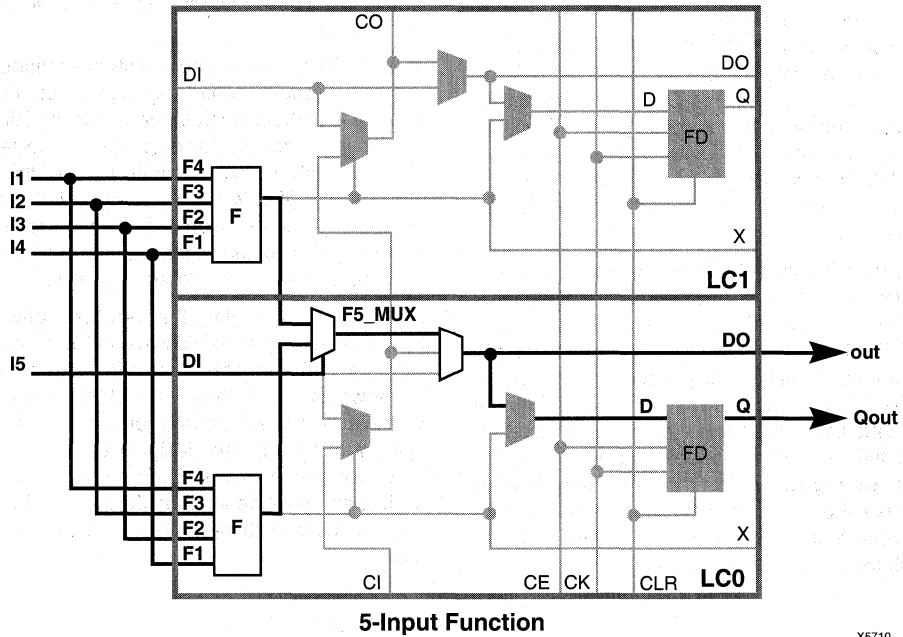 CO
DI
DO
D
Q
FD
I1
I2
I3
I4
F4
F3
F2
F1
F
X
LC1
F5_MUX
I5
DI
DO
out
D
Q
Qout
FD
F4
F3
F2
F1
F
X
CI
CE
CK
CLR
LC0
5-Input Function
X5710